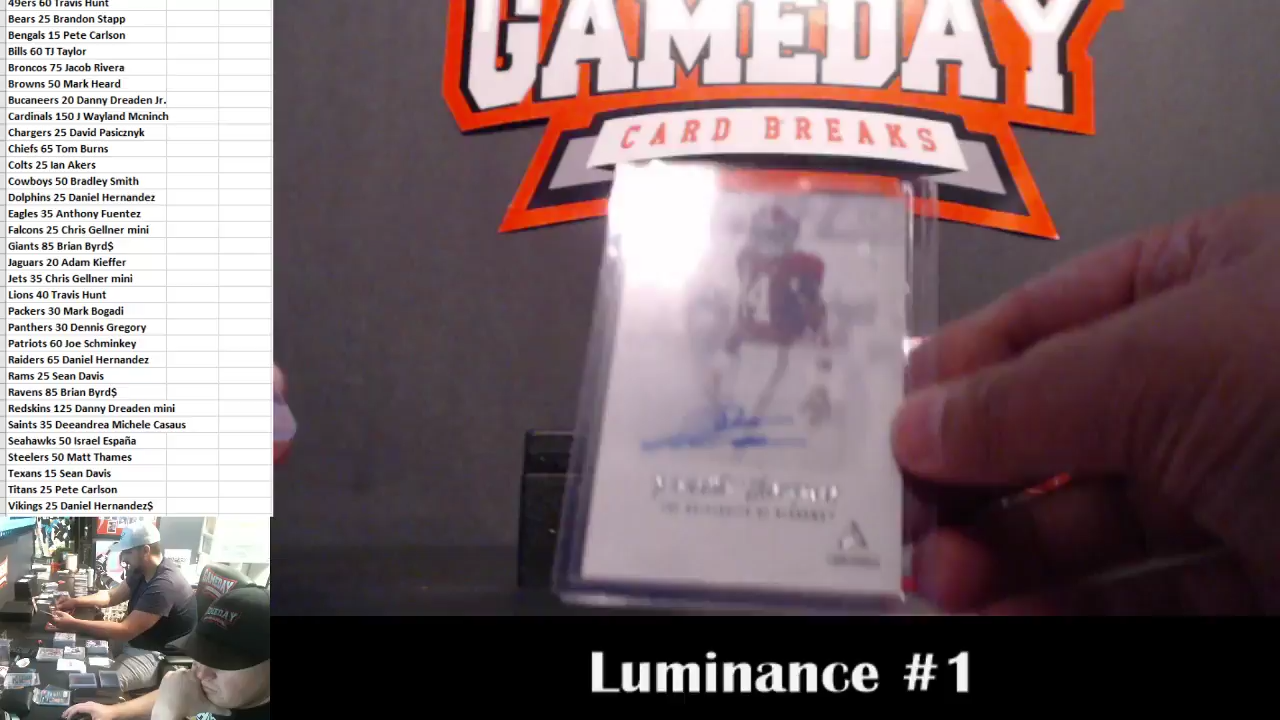 49ers 60 Travis Hunt
Bears 25 Brandon Stapp
Bengals 15 Pete Carlson
Bills 60 TJ Taylor
Broncos 75 Jacob Rivera
Browns 50 Mark Heard
Bucaneers 20 Danny Dreaden Jr.
Cardinals 150 J Wayland Mcninch
Chargers 25 David Pasicznyk
Chiefs 65 Tom Burns
Colts 25 Ian Akers
Cowboys 50 Bradley Smith
Dolphins 25 Daniel Hernandez
Eagles 35 Anthony Fuentez
Falcons 25 Chris Gellner mini
Giants 85 Brian Byrd$
Jaguars 20 Adam Kieffer
Jets 35 Chris Gellner mini
Lions 40 Travis Hunt
Packers 30 Mark Bogadi
Panthers 30 Dennis Gregory
Patriots 60 Joe Schminkey
Raiders 65 Daniel Hernandez
Rams 25 Sean Davis
Ravens 85 Brian Byrd$
Redskins 125 Danny Dreaden mini
Saints 35 Deeandrea Michele Casaus
Seahawks 50 Israel España
Steelers 50 Matt Thames
Texans 15 Sean Davis
Titans 25 Pete Carlson
Vikings 25 Daniel Hernandez$
GAMEDAY
CARD BREAKS
GAMEDAY
Luminance #1